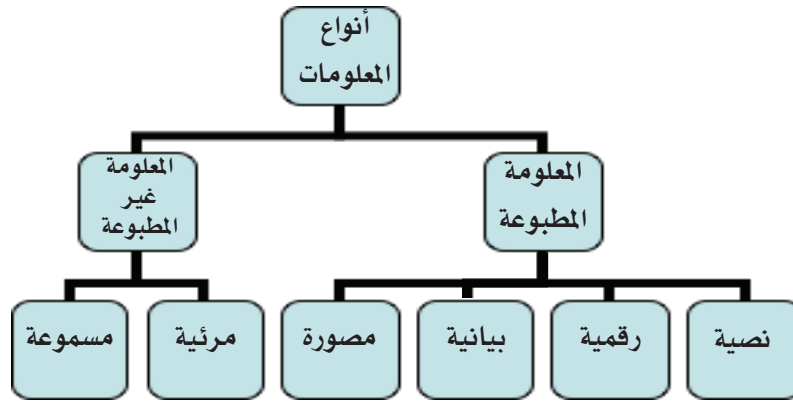 أنواع
المعلومات
المعلومة
المطبوعة
المعلومة
غير
المطبوعة
نصية
رقمية
بيانية
مصورة
مرئية
مسموعة